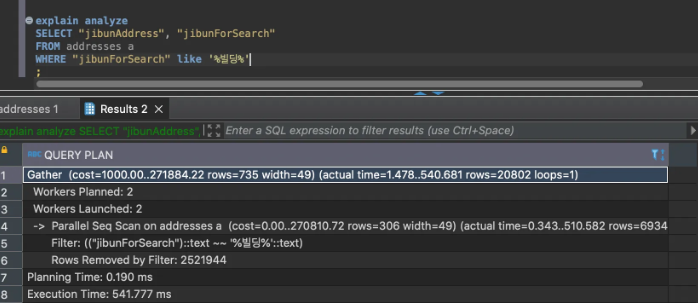 explain analyze
SELECT "jibunAddress", "jibunForSearch"
FROM addresses a
WHERE "jibunForSearch" like '%빌딩%'
;
addresses 1
Results 2
explain analyze SELECT "jibunAddress",
Enter a SQL expression to filter results (use Ctrl+Space)
ABC QUERY PLAN
1 Gather (cost=1000.00..271884.22 rows=735 width=49) (actual time=1.478..540.681 rows=20802 loops=1)
2 Workers Planned: 2
3 Workers Launched: 2
4 -> Parallel Seq Scan on addresses a (cost=0.00..270810.72 rows=306 width=49) (actual time=0.343..510.582 rows=6934
5 Filter: (("jibunForSearch")::text ~~ '%빌딩%'::text)
6 Rows Removed by Filter: 2521944
7 Planning Time: 0.190 ms
8 Execution Time: 541.777 ms